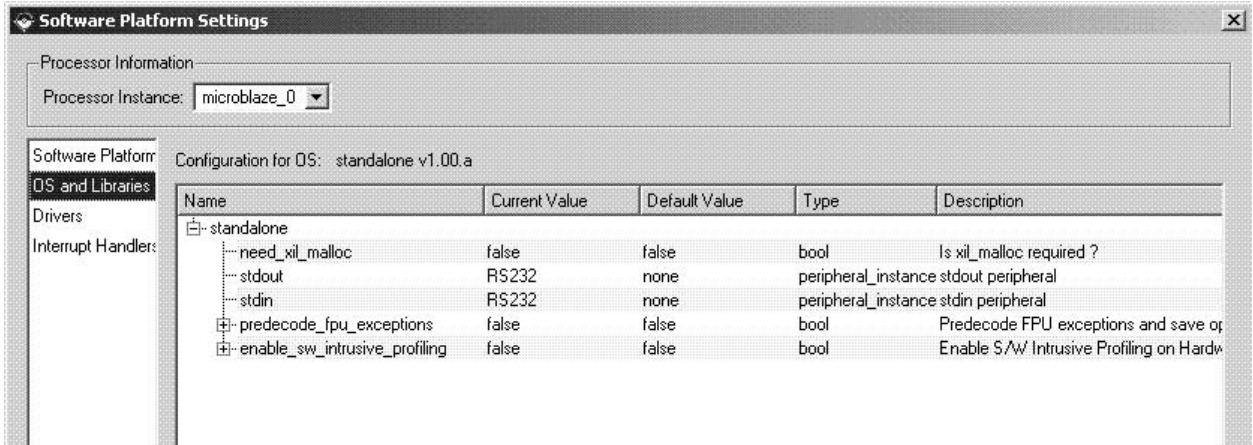 Software Platform Settings
Processor Information
Processor Instance: microblaze_0
Software Platform
OS and Libraries
Drivers
Interrupt Handlers
Configuration for OS: standalone v1.00.a
Name Current Value Default Value Type Description
standalone
need_xil_malloc false false bool Is xil_malloc required ?
stdout RS232 none peripheral_instance stdout peripheral
stdin RS232 none peripheral_instance stdin peripheral
predecode_fpu_exceptions false false bool Predecode FPU exceptions and save op
enable_sw_intrusive_profiling false false bool Enable S/W Intrusive Profiling on Hardw